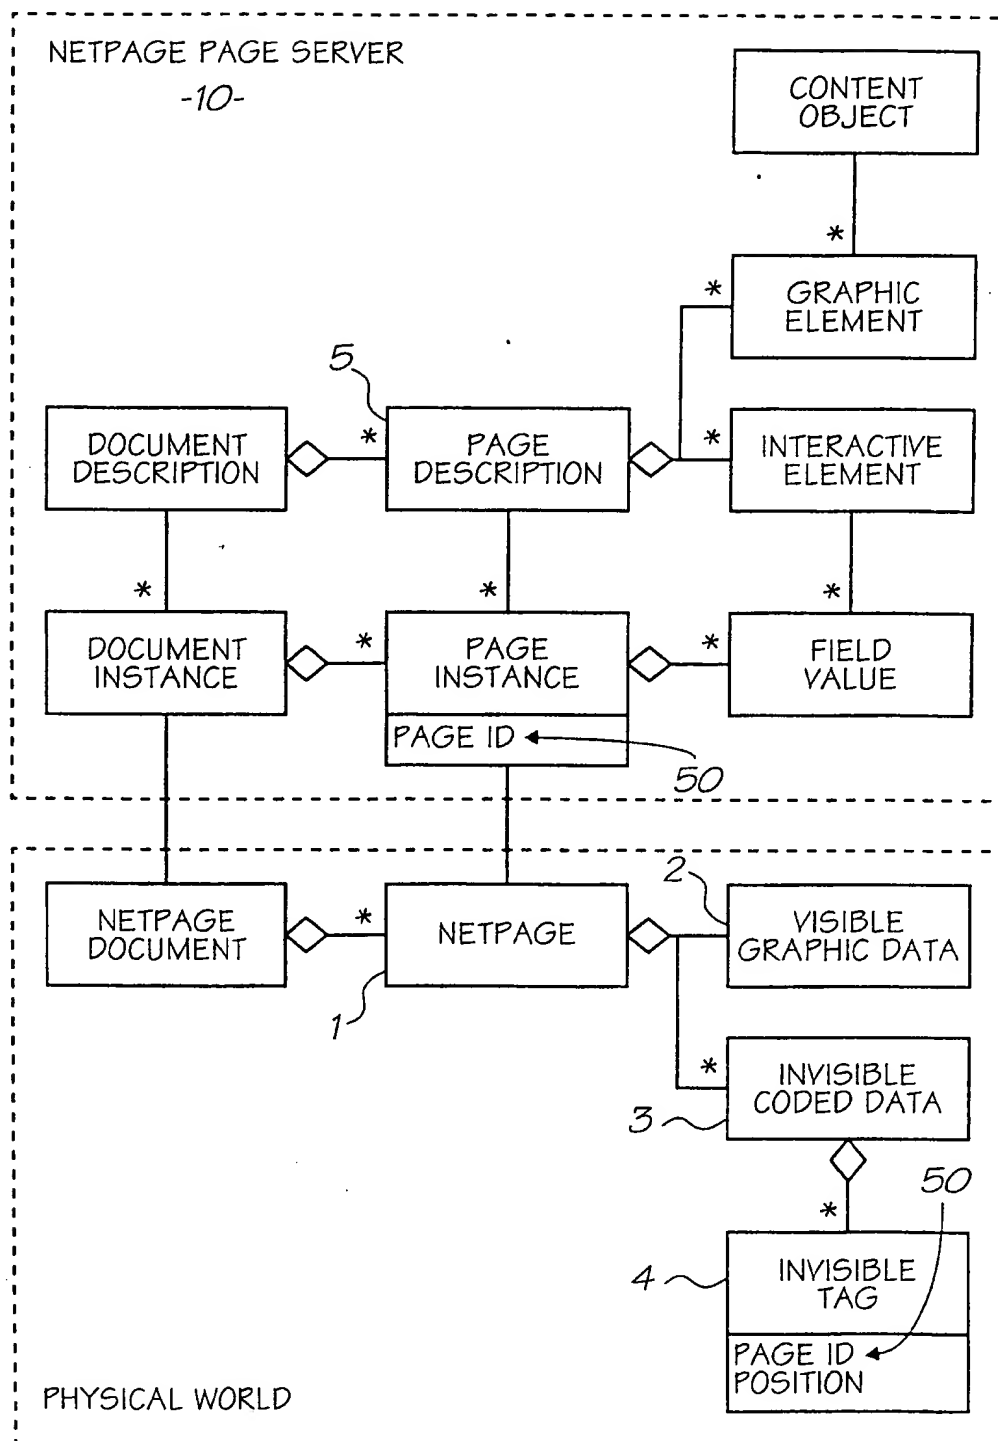 NETPAGE PAGE SERVER
-10-
CONTENT
OBJECT
*
*
GRAPHIC
ELEMENT
5
DOCUMENT
DESCRIPTION
*
PAGE
DESCRIPTION
*
INTERACTIVE
ELEMENT
*
*
*
DOCUMENT
INSTANCE
*
PAGE
INSTANCE
*
FIELD
VALUE
PAGE ID
50
NETPAGE
DOCUMENT
*
NETPAGE
1
2
VISIBLE
GRAPHIC DATA
*
INVISIBLE
CODED DATA
3
50
*
4
INVISIBLE
TAG
PAGE ID
POSITION
PHYSICAL WORLD